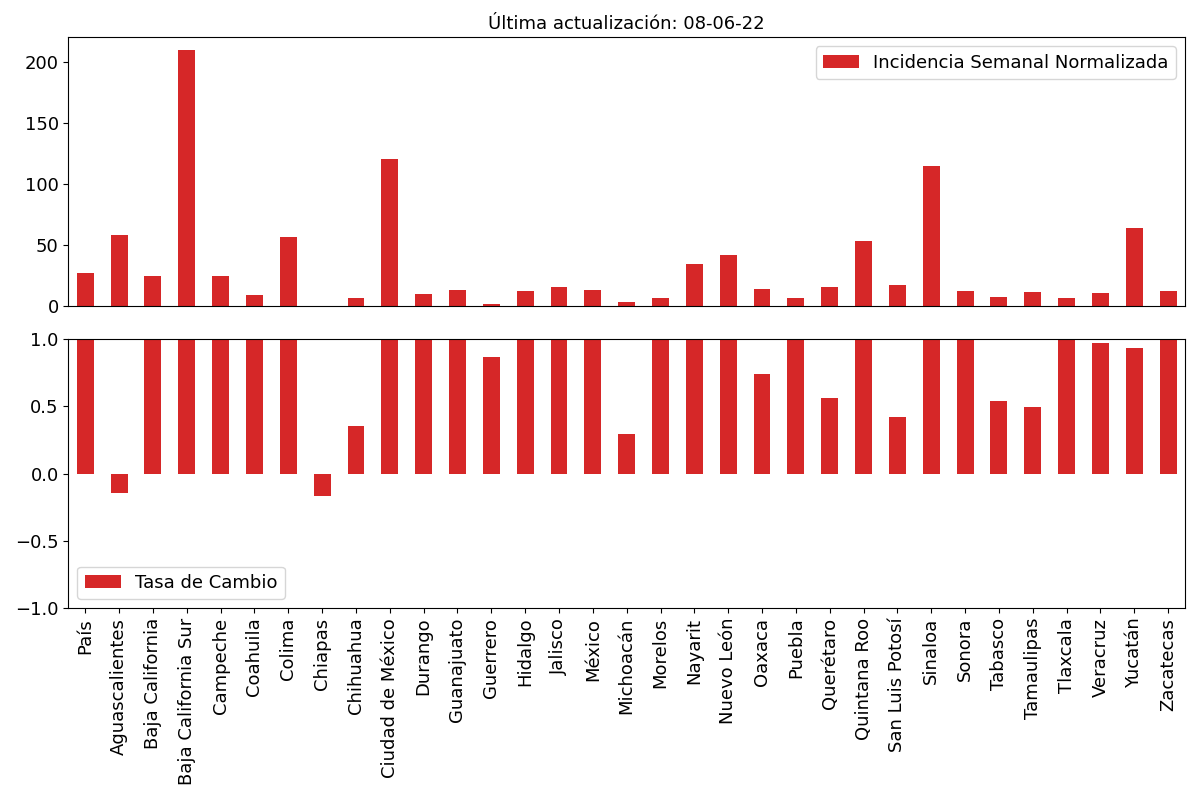 Última actualización: 08-06-22
Incidencia Semanal Normalizada
200
150
100
50
0
1.0
0.5
0.0
−0.5
−1.0
Tasa de Cambio
País
Aguascalientes
Baja California
Baja California Sur
Campeche
Coahuila
Colima
Chiapas
Chihuahua
Ciudad de México
Durango
Guanajuato
Guerrero
Hidalgo
Jalisco
México
Michoacán
Morelos
Nayarit
Nuevo León
Oaxaca
Puebla
Querétaro
Quintana Roo
San Luis Potosí
Sinaloa
Sonora
Tabasco
Tamaulipas
Tlaxcala
Veracruz
Yucatán
Zacatecas